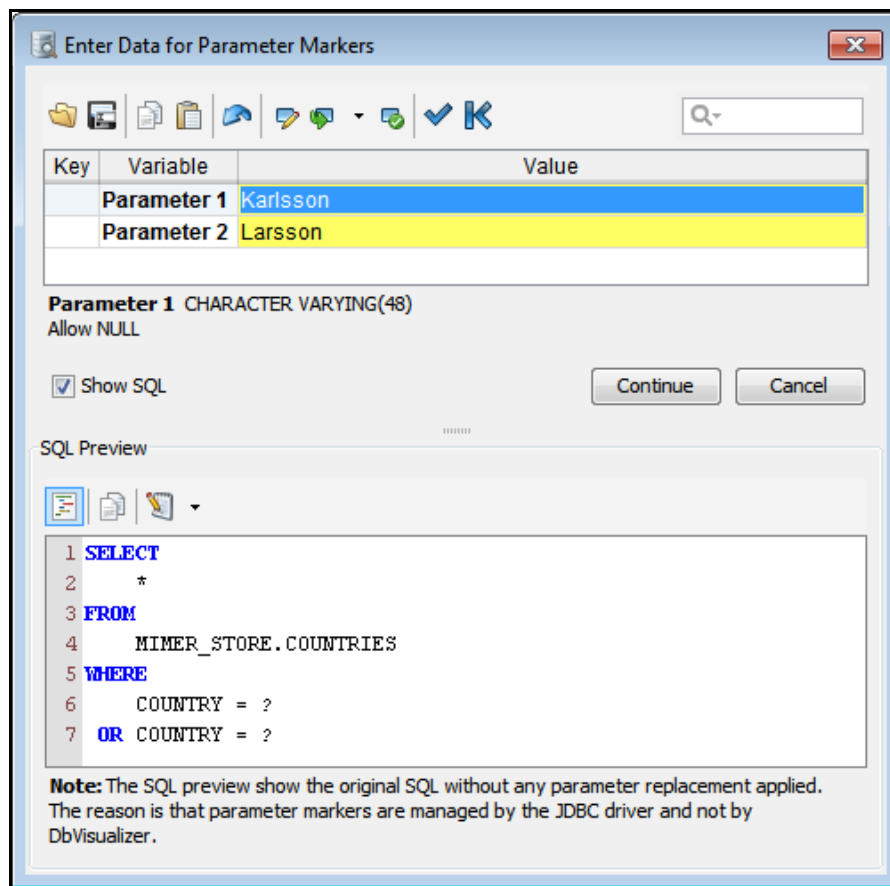 Enter Data for Parameter Markers
Key Variable Value
Parameter 1 Karlsson
Parameter 2 Larsson
Parameter 1 CHARACTER VARYING(48)
Allow NULL
Show SQL Continue Cancel
SQL Preview
1 SELECT
2 *
3 FROM
4 MIMER_STORE.COUNTRIES
5 WHERE
6 COUNTRY = ?
7 OR COUNTRY = ?
Note: The SQL preview show the original SQL without any parameter replacement applied.
The reason is that parameter markers are managed by the JDBC driver and not by
DbVisualizer.